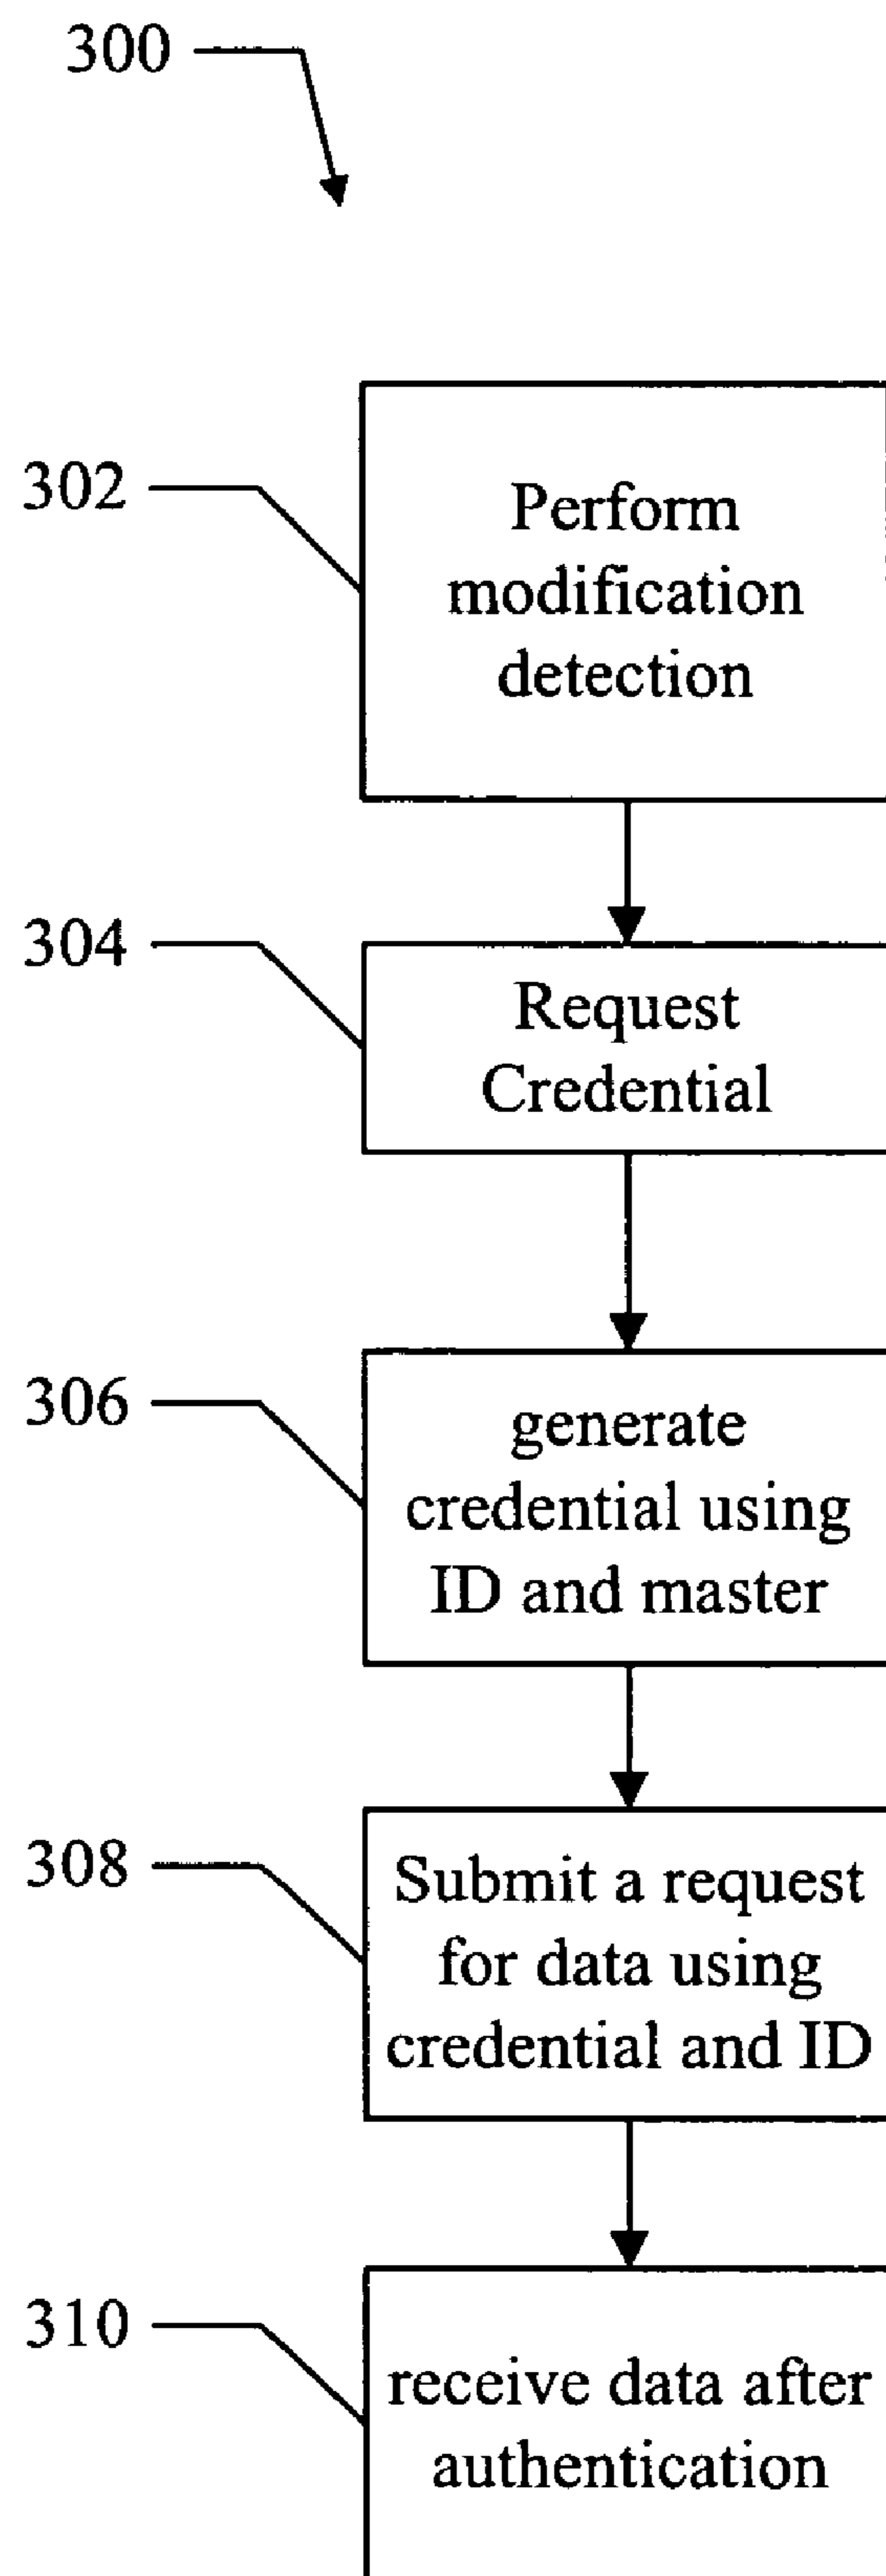 300
302
Perform
modification
detection
304
Request
Credential
306
generate
credential using
ID and master
308
Submit a request
for data using
credential and ID
310
receive data after
authentication